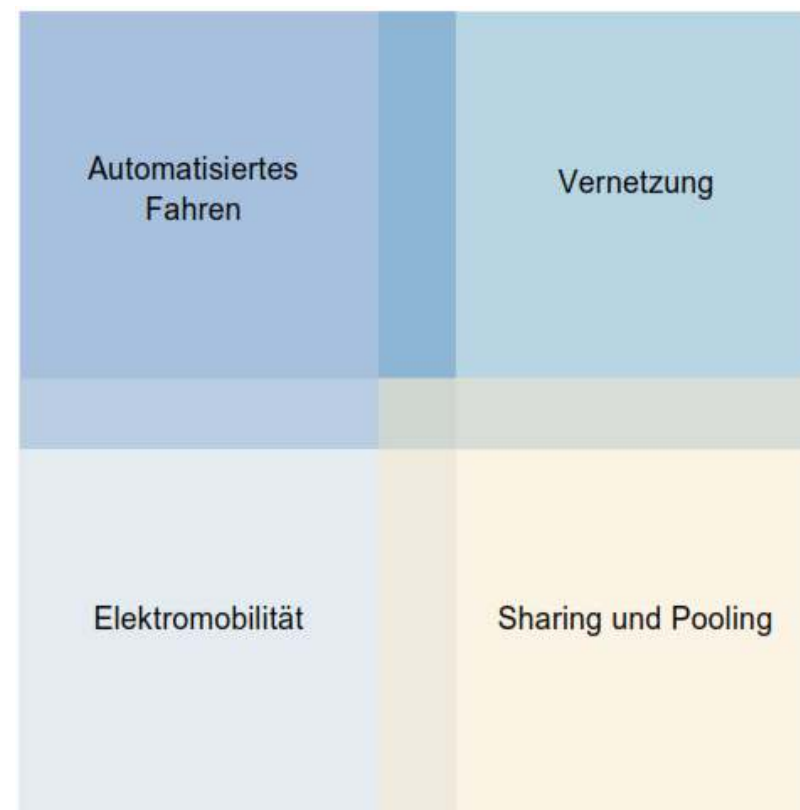 Automatisiertes
Fahren
Vernetzung
Elektromobilität
Sharing und Pooling